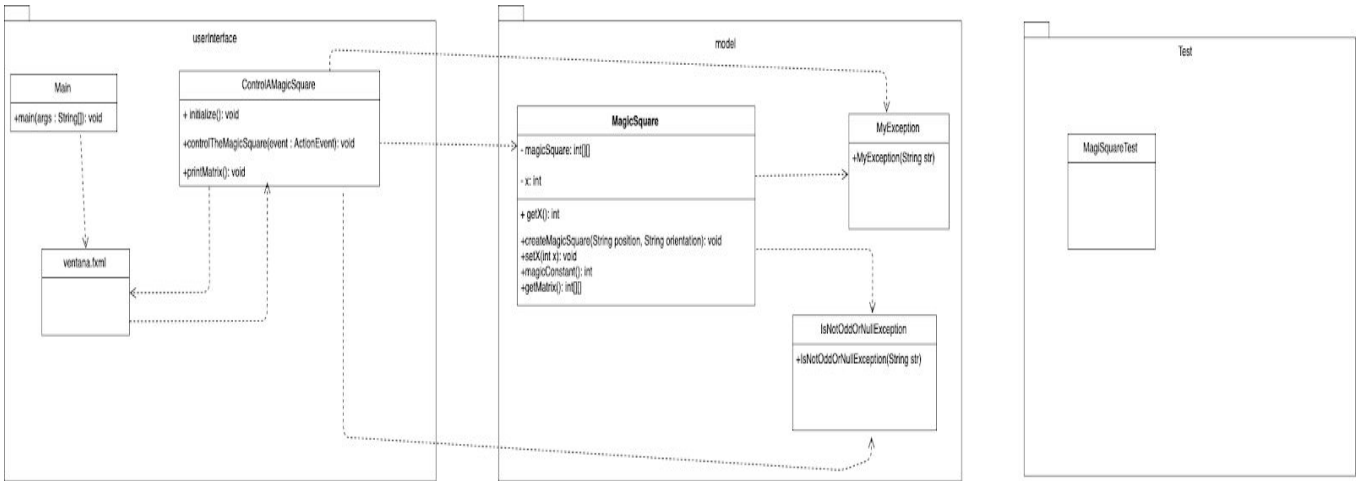 userInterface
Main
+main(args : String[]): void
ControlAMagicSquare
+ initialize(): void
+controlTheMagicSquare(event : ActionEvent): void
+printMatrix(): void
ventana.fxml
model
MagicSquare
- magicSquare: int[][]
- x: int
+ getX(): int
+createMagicSquare(String position, String orientation): void
+setX(int x): void
+magicConstant(): int
+getMatrix(): int[][]
MyException
+MyException(String str)
IsNotOddOrNullException
+IsNotOddOrNullException(String str)
Test
MagiSquareTest